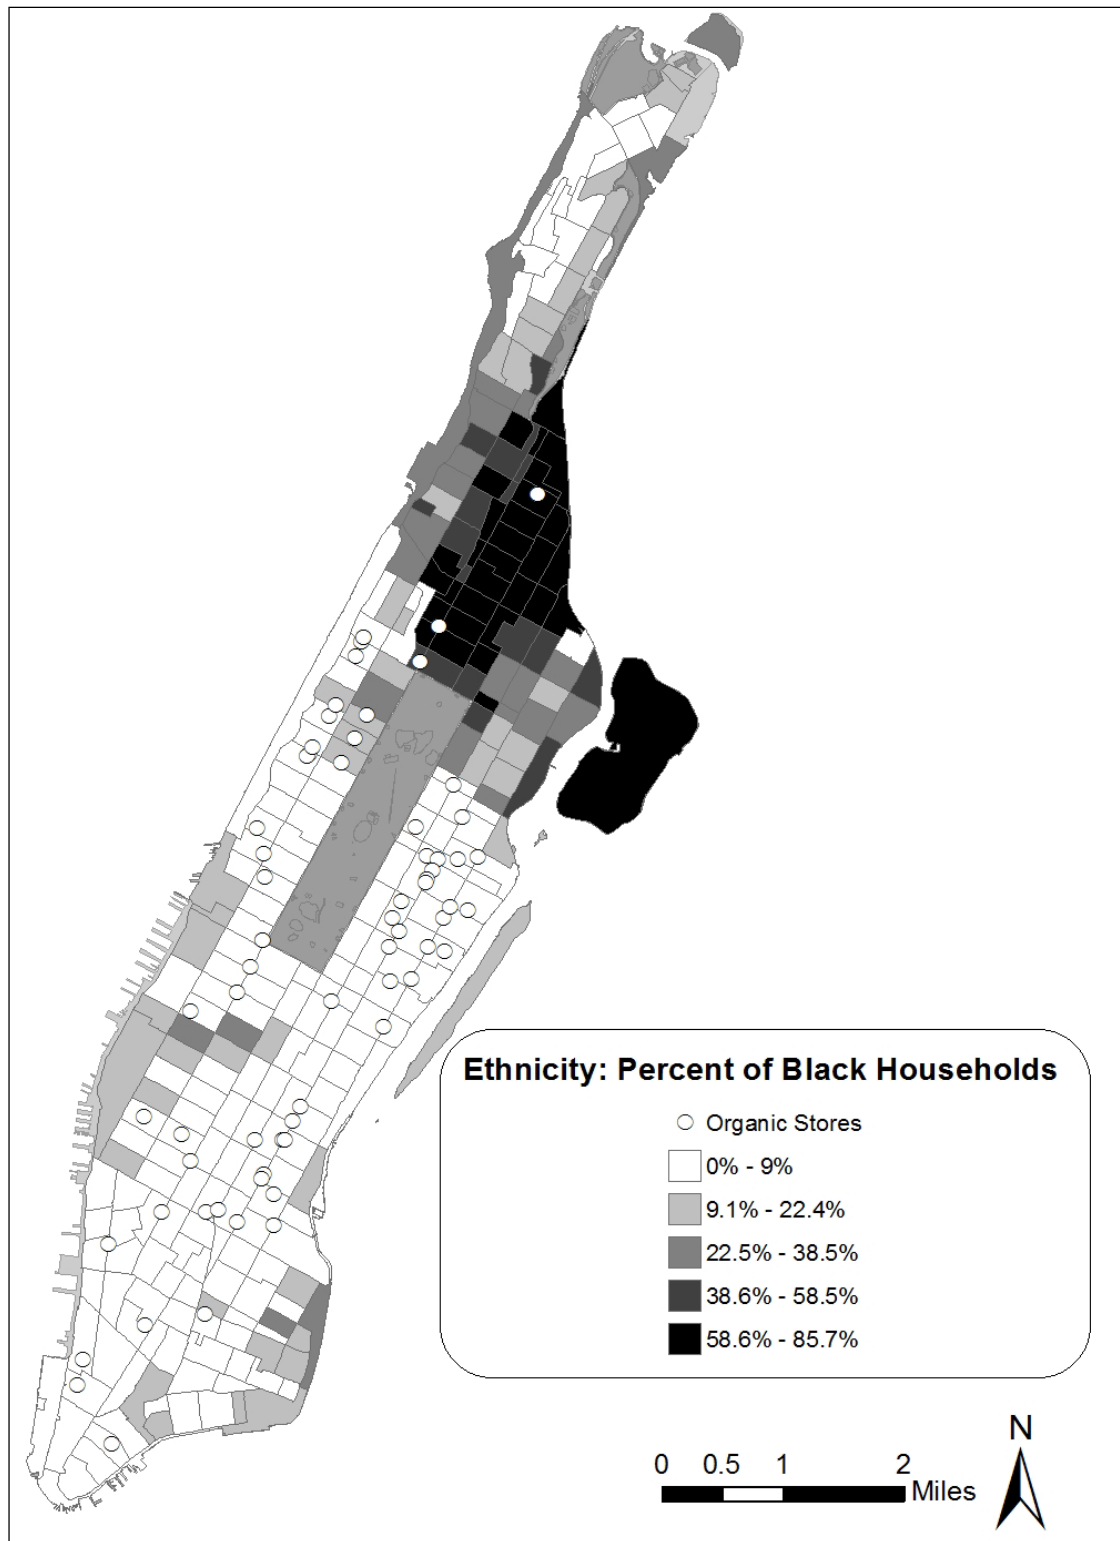 Ethnicity: Percent of Black Households
Organic Stores
0% - 9%
9.1% - 22.4%
22.5% - 38.5%
38.6% - 58.5%
58.6% - 85.7%
N
0 0.5 1 2
Miles